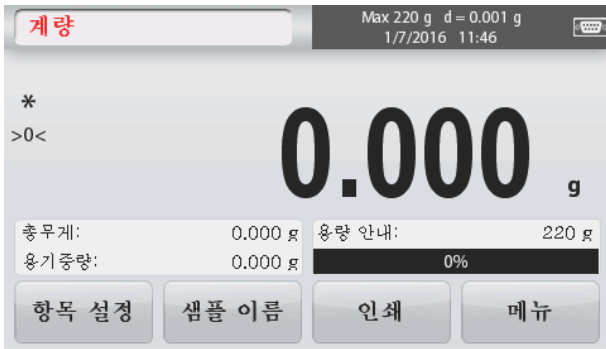 계량
Max 220 g d = 0.001 g
1/7/2016 11:46
*
>0<
0.000 g
총무게: 0.000 g
용기중량: 0.000 g
용량 안내: 220 g
0%
항목 설정 샘플 이름 인쇄 메뉴